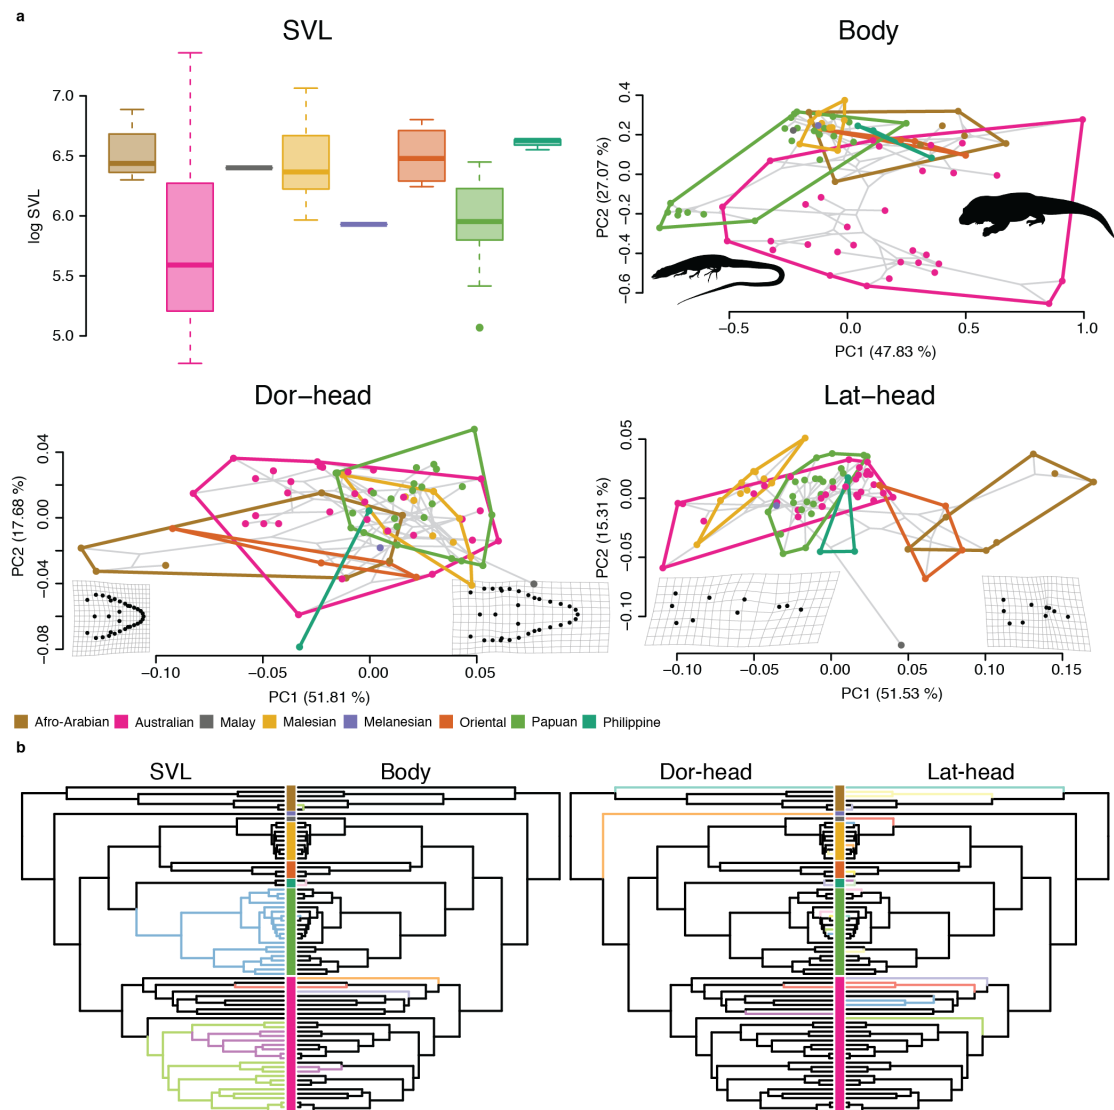 a
SVL
Body
7.0
6.5
6.0
5.5
5.0
log SVL
0.4
0.2
0.0
−0.2
−0.4
−0.6
PC2 (27.07 %)
−0.5
0.0
0.5
1.0
PC1 (47.83 %)
Dor−head
Lat−head
0.04
0.00
−0.04
−0.08
PC2 (17.68 %)
−0.10
−0.05
0.00
0.05
PC1 (51.81 %)
0.05
0.00
−0.05
−0.10
PC2 (15.31 %)
−0.10
−0.05
0.00
0.05
0.10
0.15
PC1 (51.53 %)
Afro-Arabian Australian Malay Malesian Melanesian Oriental Papuan Philippine
b
SVL
Body
Dor-head
Lat-head